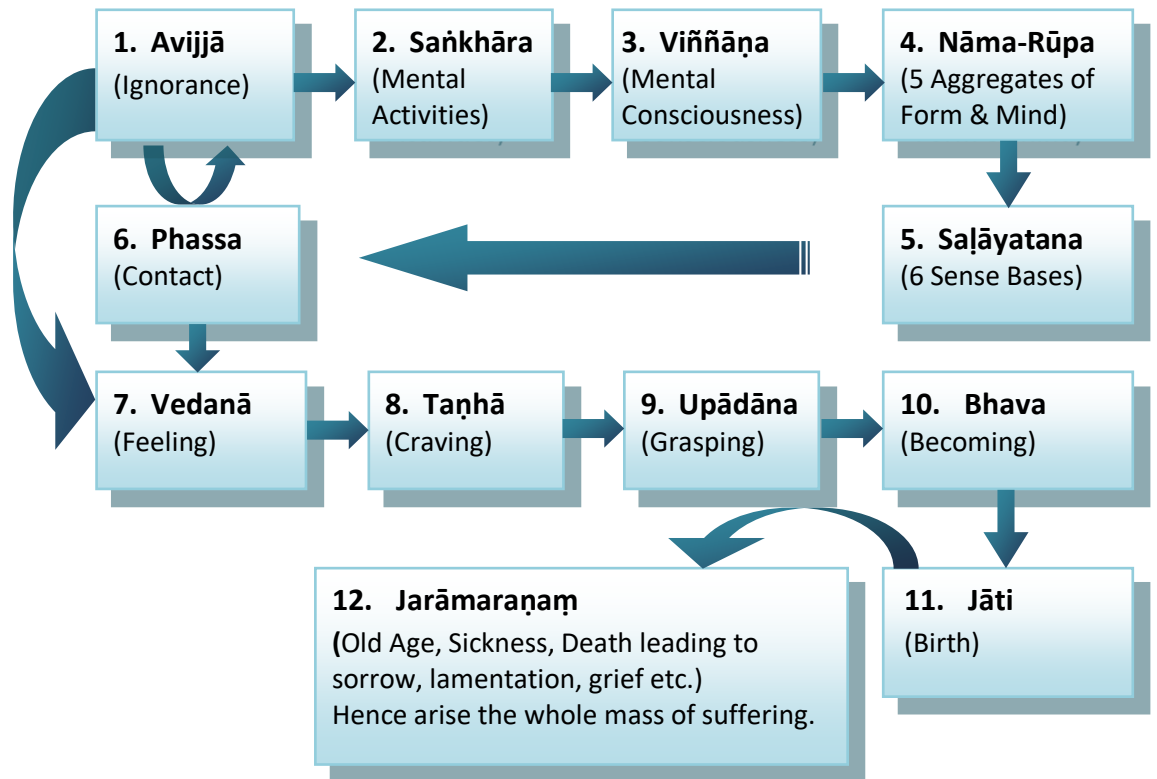 1. Avijjā
(Ignorance)
2. Saṅkhāra
(Mental
Activities)
3. Viññāṇa
(Mental
Consciousness)
4. Nāma-Rūpa
(5 Aggregates of
Form & Mind)
5. Saḷāyatana
(6 Sense Bases)
6. Phassa
(Contact)
7. Vedanā
(Feeling)
8. Taṇhā
(Craving)
9. Upādāna
(Grasping)
10. Bhava
(Becoming)
11. Jāti
(Birth)
12. Jarāmaraṇaṃ
(Old Age, Sickness, Death leading to
sorrow, lamentation, grief etc.)
Hence arise the whole mass of suffering.